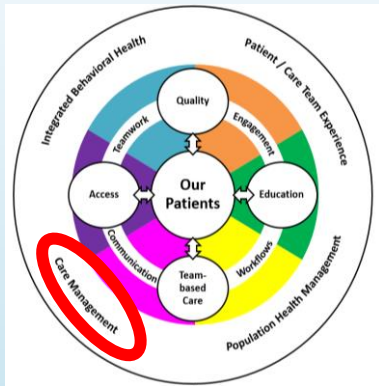 Integrated Behavioral Health
Patient / Care Team Experience
Quality
Teamwork
Engagement
Access
Our
Patients
Education
Communication
Workflows
Team-
based
Care
Care Management
Population Health Management